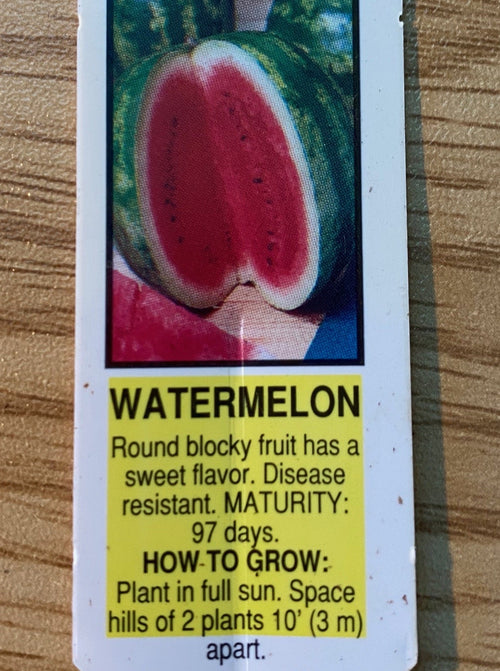 WATERMELON
Round blocky fruit has a
sweet flavor. Disease
resistant. MATURITY:
97 days.
HOW TO GROW:
Plant in full sun. Space
hills of 2 plants 10' (3 m)
apart.